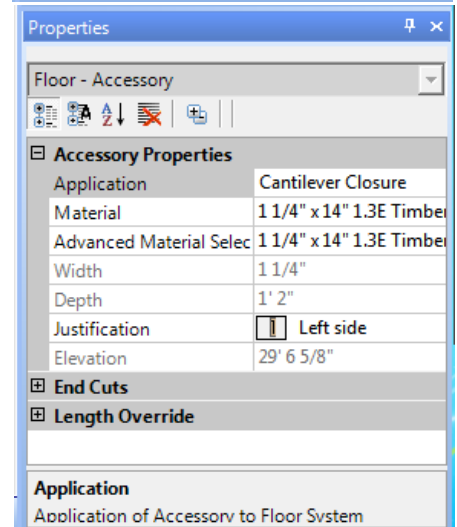 Properties
Floor - Accessory
Accessory Properties
Application Cantilever Closure
Material 1 1/4" x 14" 1.3E Timber
Advanced Material Selec 1 1/4" x 14" 1.3E Timber
Width 1 1/4"
Depth 1' 2"
Justification Left side
Elevation 29' 6 5/8"
End Cuts
Length Override
Application
Application of Accessory to Floor System